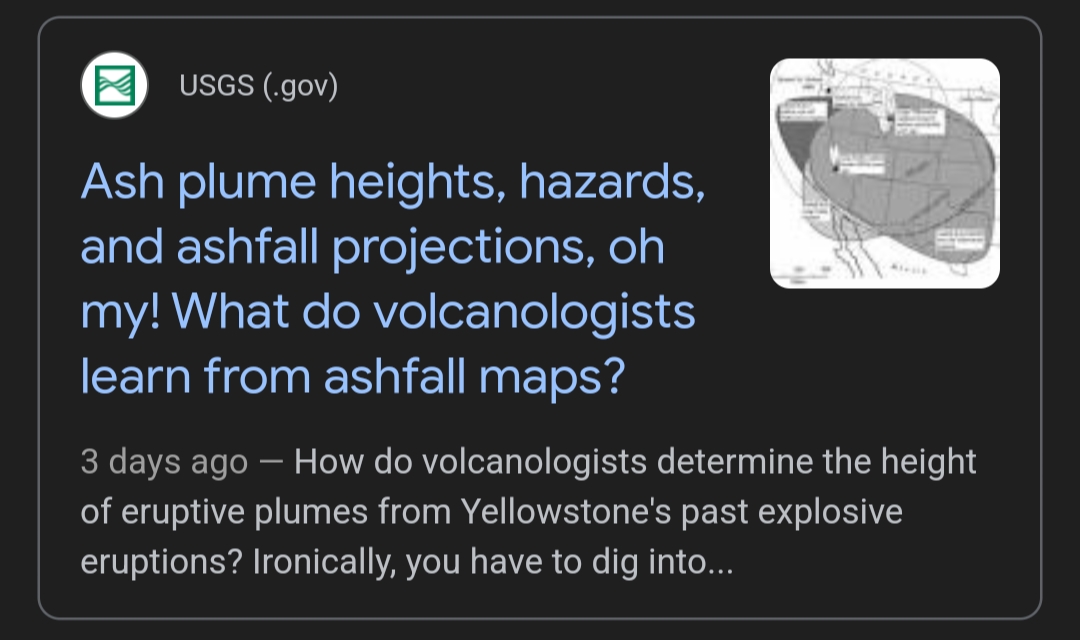 USGS (.gov)
Ash plume heights, hazards,
and ashfall projections, oh
my! What do volcanologists
learn from ashfall maps?
3 days ago — How do volcanologists determine the height
of eruptive plumes from Yellowstone's past explosive
eruptions? Ironically, you have to dig into...